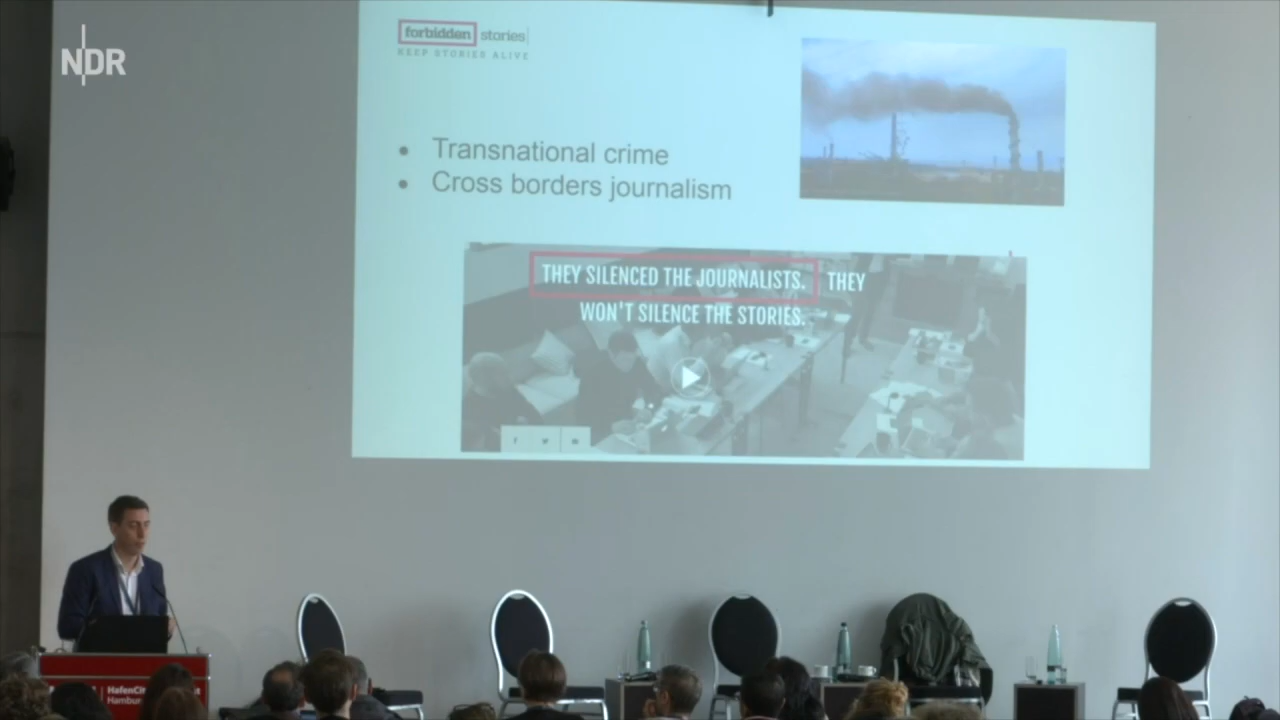 NDR
forbidden stories
KEEP STORIES ALIVE
Transnational crime
Cross borders journalism
THEY SILENCED THE JOURNALISTS. THEY
WON'T SILENCE THE STORIES.
Hamburg